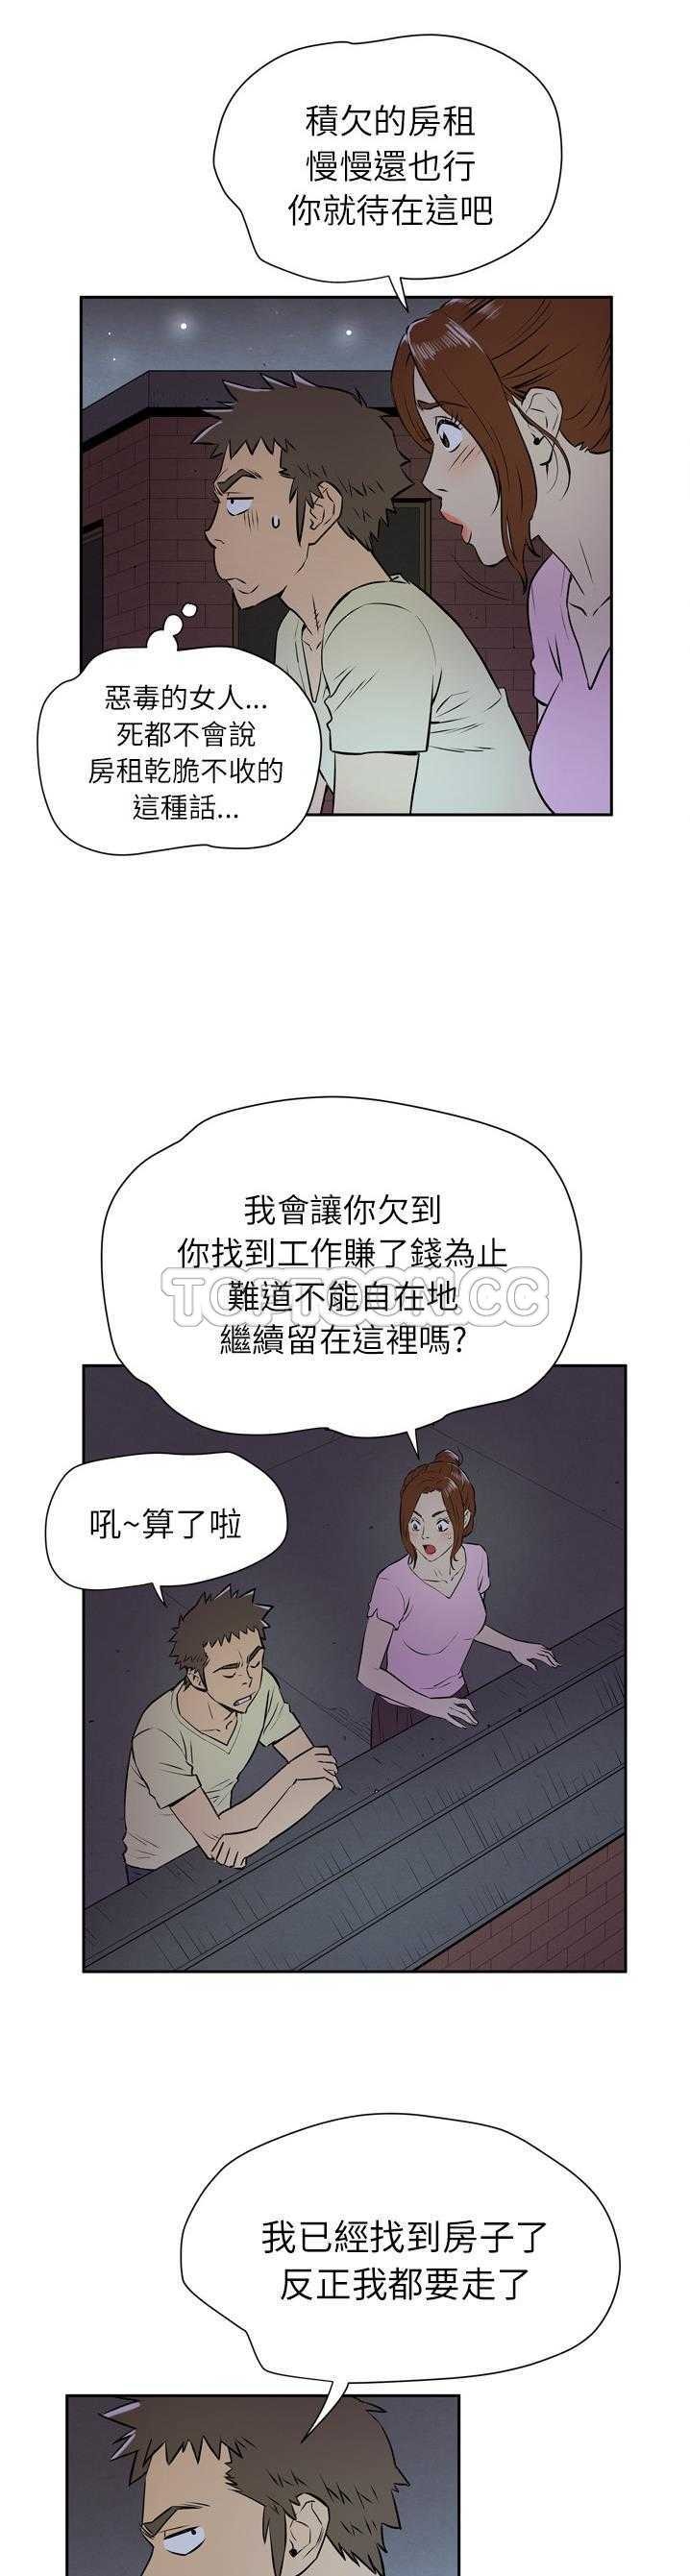 積欠的房租
慢慢還也行
你就待在這吧
惡毒的女人...
死都不會說
房租乾脆不收的
這種話...
我會讓你欠到
你找到工作賺了錢為止
難道不能自在地
繼續留在這裡嗎?
TOPTOON.CC
吼~算了啦
我已經找到房子了
反正我都要走了